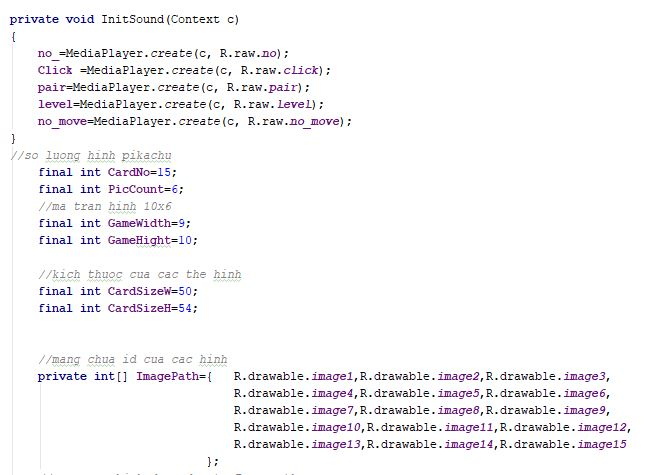 private void InitSound(Context c)
{
no_=MediaPlayer.create(c, R.raw.no);
Click =MediaPlayer.create(c, R.raw.click);
pair=MediaPlayer.create(c, R.raw.pair);
level=MediaPlayer.create(c, R.raw.level);
no_move=MediaPlayer.create(c, R.raw.no_move);
}
//so luong hinh pikachu
final int CardNo=15;
final int PicCount=6;
//ma tran hinh 10x6
final int GameWidth=9;
final int GameHight=10;
//kich thuoc cua cac the hinh
final int CardSizeW=50;
final int CardSizeH=54;
//mang chua id cua cac hinh
private int[] ImagePath={ R.drawable.image1,R.drawable.image2,R.drawable.image3,
R.drawable.image4,R.drawable.image5,R.drawable.image6,
R.drawable.image7,R.drawable.image8,R.drawable.image9,
R.drawable.image10,R.drawable.image11,R.drawable.image12,
R.drawable.image13,R.drawable.image14,R.drawable.image15
};